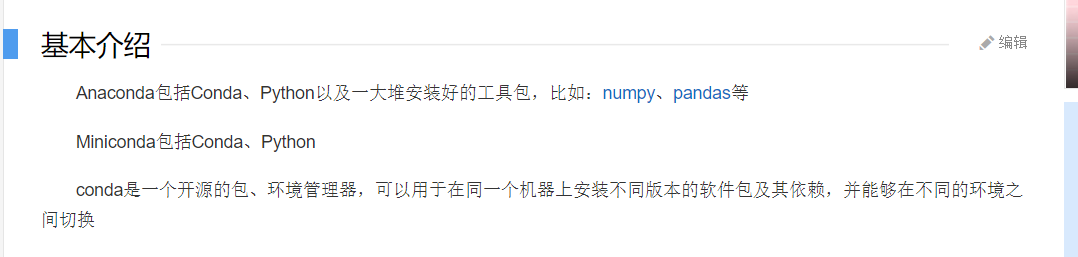 基本介绍
编辑
Anaconda包括Conda、Python以及一大堆安装好的工具包，比如：numpy、pandas等
Miniconda包括Conda、Python
conda是一个开源的包、环境管理器，可以用于在同一个机器上安装不同版本的软件包及其依赖，并能够在不同的环境之
间切换